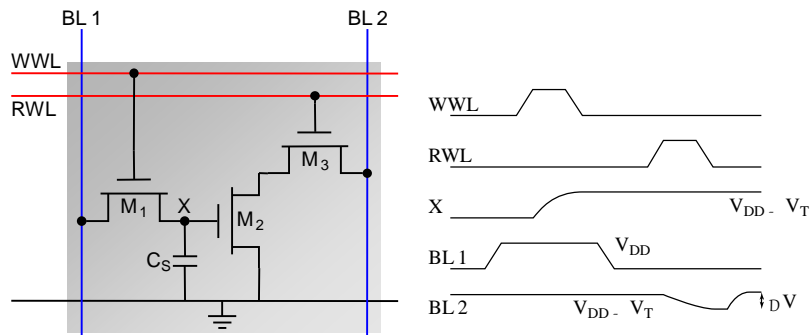 BL 1
BL 2
WWL
RWL
M1
X
M2
M3
CS
WWL
RWL
X
VDD - VT
BL 1
VDD
BL 2
VDD - VT
D V